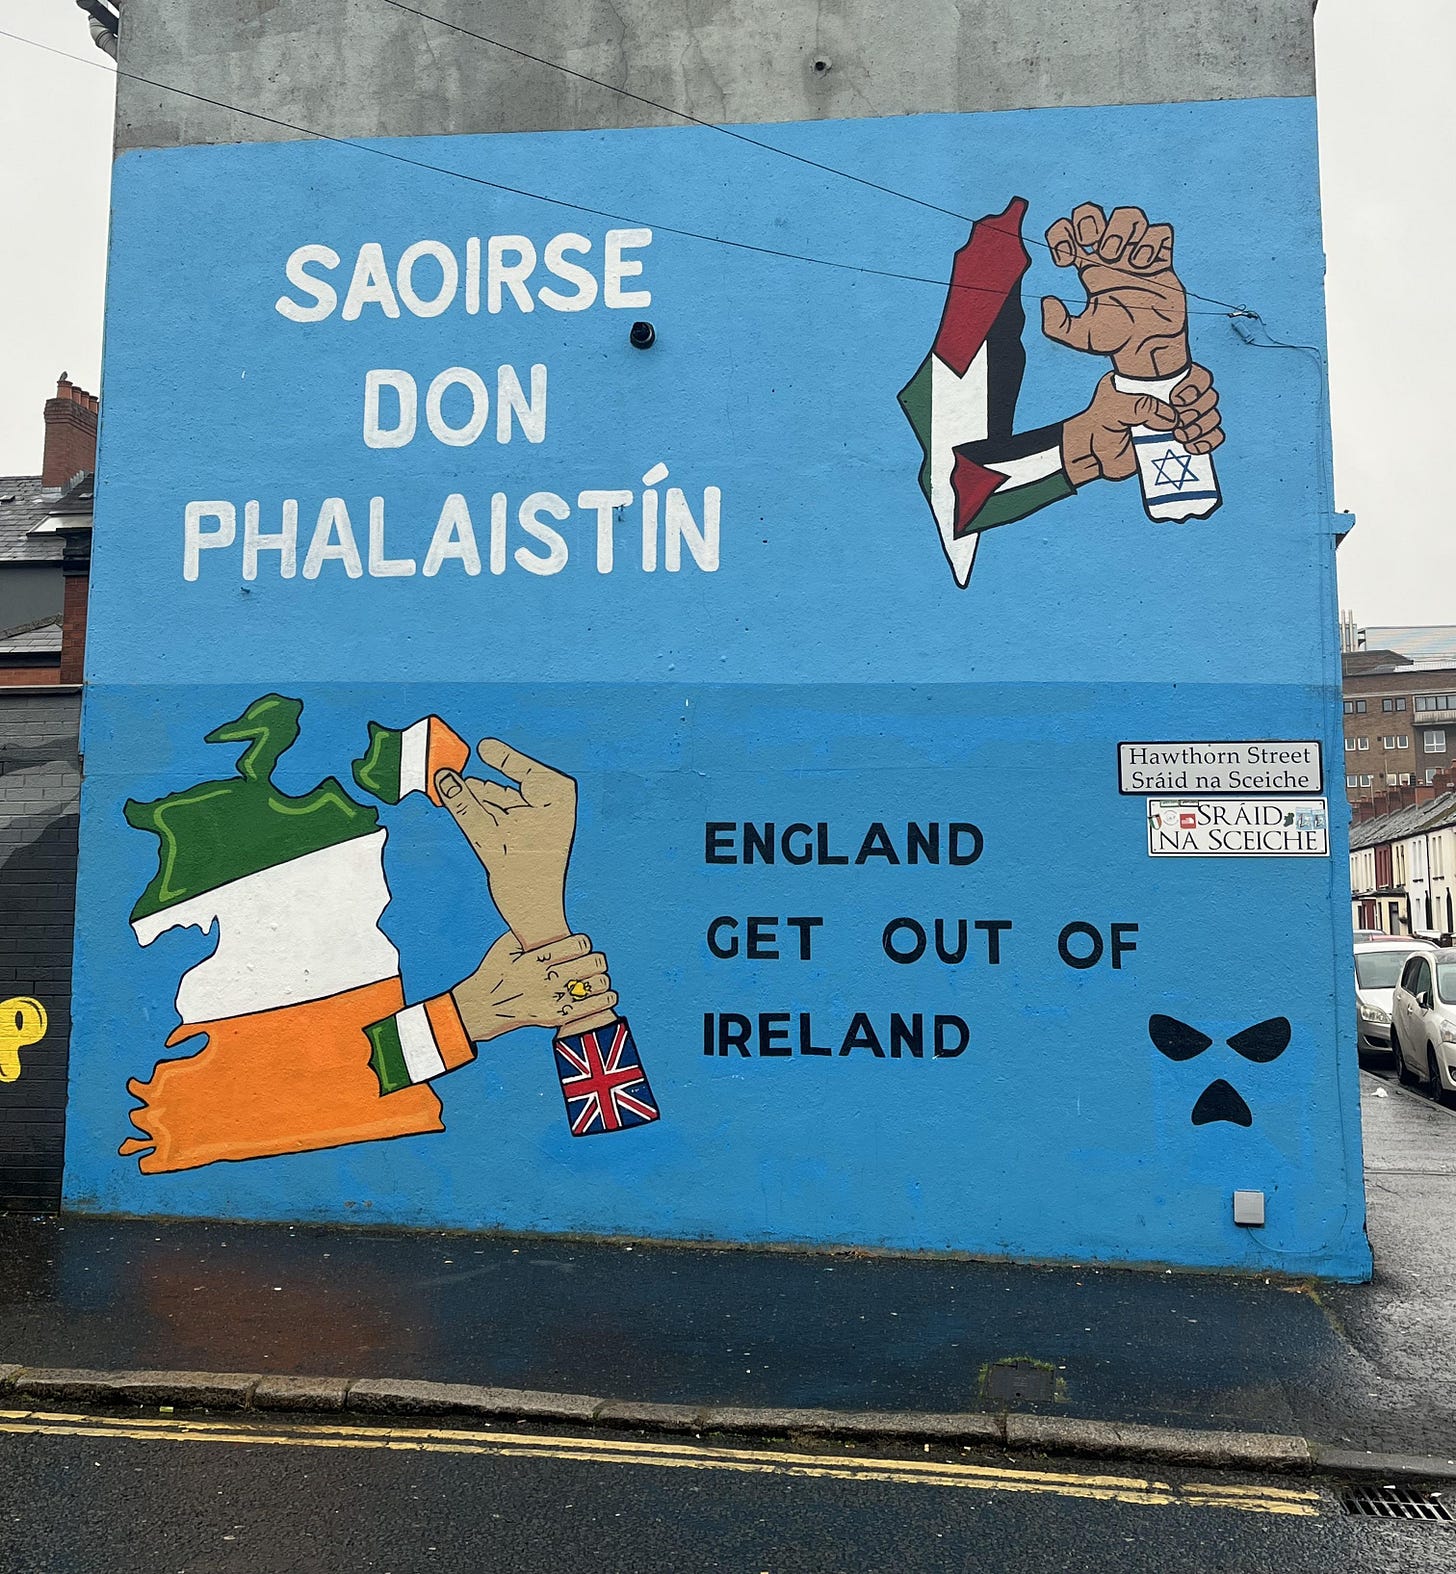 SAOIRSE
DON
PHALAISTÍN
Hawthorn Street
Sráid na Sceiche
SRÁID
NA SCEICHE
ENGLAND
GET OUT OF
IRELAND